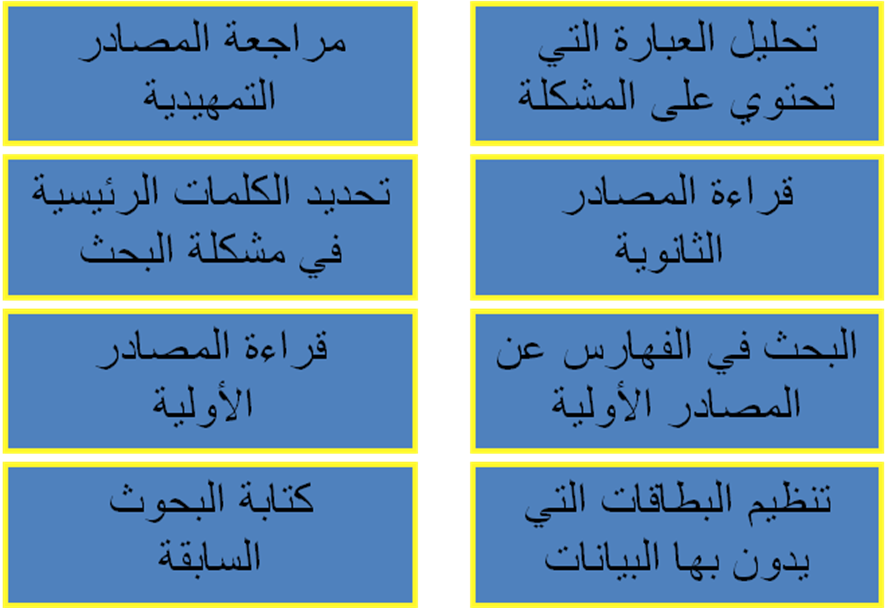 تحليل العبارة التي
تحتوي على المشكلة
مراجعة المصادر
التمهيدية
قراءة المصادر
الثانوية
تحديد الكلمات الرئيسية
في مشكلة البحث
البحث في الفهارس عن
المصادر الأولية
قراءة المصادر
الأولية
تنظيم البطاقات التي
يدون بها البيانات
كتابة البحوث
السابقة